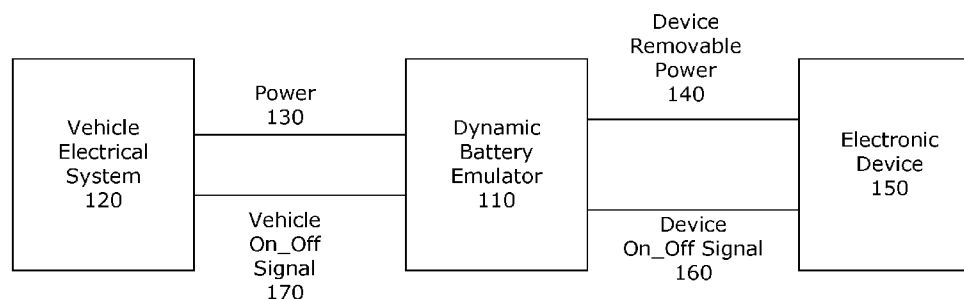 Vehicle
Electrical
System
120
Power
130
Vehicle
On_Off
Signal
170
Dynamic
Battery
Emulator
110
Device
Removable
Power
140
Device
On_Off Signal
160
Electronic
Device
150